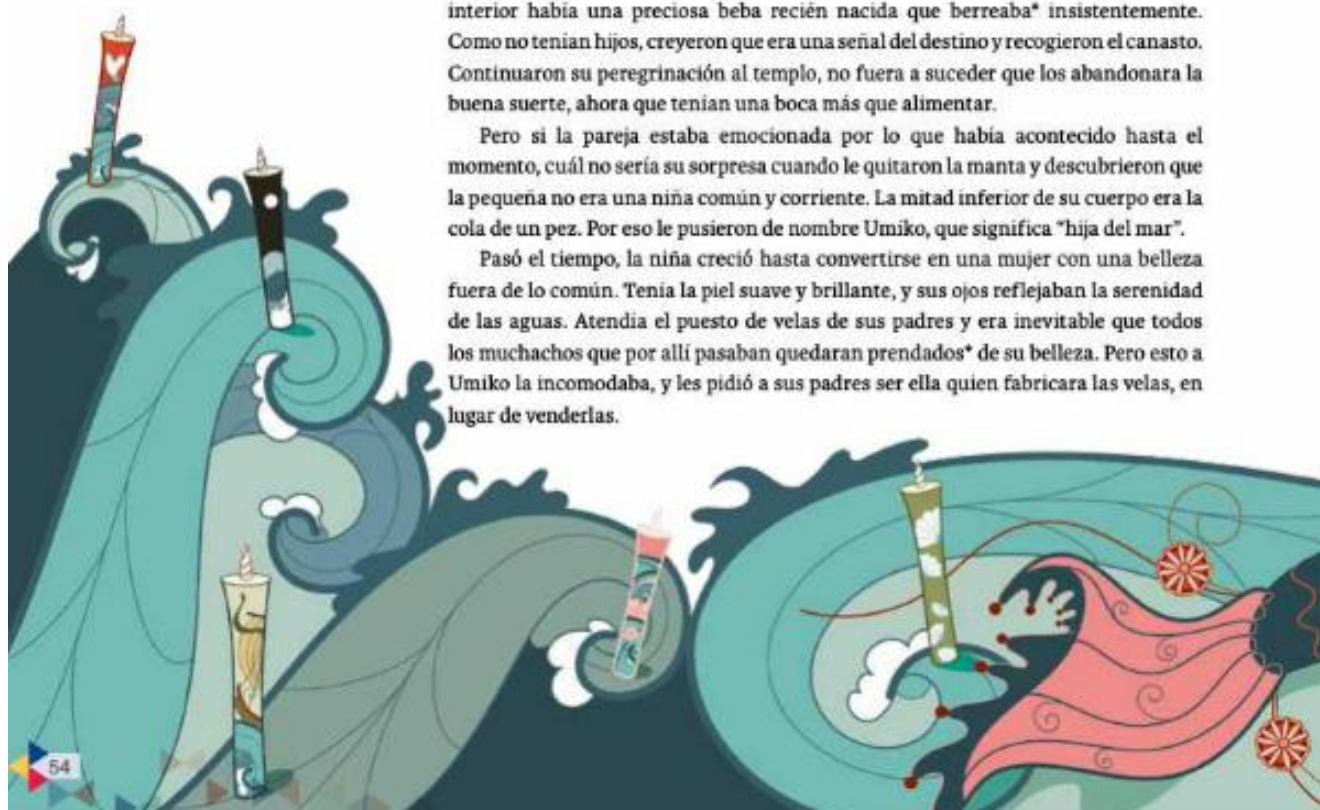 interior había una preciosa beba recién nacida que berreaba* insistentemente.
Como no tenían hijos, creyeron que era una señal del destino y recogieron el canasto.
Continuaron su peregrinación al templo, no fuera a suceder que los abandonara la
buena suerte, ahora que tenían una boca más que alimentar.
Pero si la pareja estaba emocionada por lo que había acontecido hasta el
momento, cuál no sería su sorpresa cuando le quitaron la manta y descubrieron que
la pequeña no era una niña común y corriente. La mitad inferior de su cuerpo era la
cola de un pez. Por eso le pusieron de nombre Umiko, que significa "hija del mar".
Pasó el tiempo, la niña creció hasta convertirse en una mujer con una belleza
fuera de lo común. Tenía la piel suave y brillante, y sus ojos reflejaban la serenidad
de las aguas. Atendía el puesto de velas de sus padres y era inevitable que todos
los muchachos que por allí pasaban quedaran prendados* de su belleza. Pero esto a
Umiko la incomodaba, y les pidió a sus padres ser ella quien fabricara las velas, en
lugar de venderlas.
54